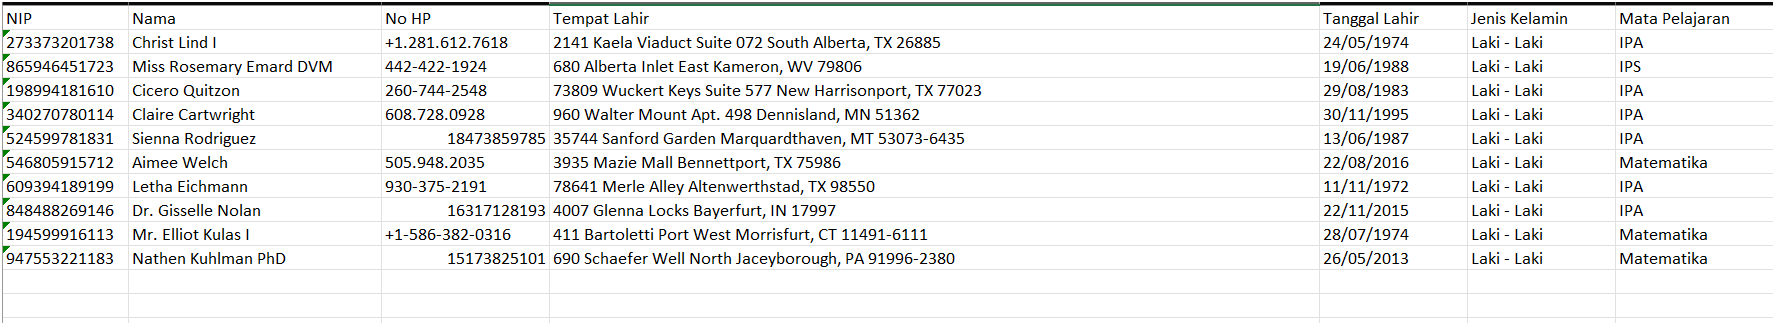 NIP Nama No HP Tempat Lahir Tanggal Lahir Jenis Kelamin Mata Pelajaran
273373201738 Christ Lind I +1.281.612.7618 2141 Kaela Viaduct Suite 072 South Alberta, TX 26885 24/05/1974 Laki - Laki IPA
865946451723 Miss Rosemary Emard DVM 442-422-1924 680 Alberta Inlet East Kameron, WV 79806 19/06/1988 Laki - Laki IPS
198994181610 Cicero Quitzon 260-744-2548 73809 Wuckert Keys Suite 577 New Harrisonport, TX 77023 29/08/1983 Laki - Laki IPA
340270780114 Claire Cartwright 608.728.0928 960 Walter Mount Apt. 498 Dennisland, MN 51362 30/11/1995 Laki - Laki IPA
524599781831 Sienna Rodriguez 18473859785 35744 Sanford Garden Marquardthaven, MT 53073-6435 13/06/1987 Laki - Laki IPA
546805915712 Aimee Welch 505.948.2035 3935 Mazie Mall Bennettport, TX 75986 22/08/2016 Laki - Laki Matematika
609394189199 Letha Eichmann 930-375-2191 78641 Merle Alley Altenwerthstad, TX 98550 11/11/1972 Laki - Laki IPA
848488269146 Dr. Gisselle Nolan 16317128193 4007 Glenna Locks Bayerfurt, IN 17997 22/11/2015 Laki - Laki IPA
194599916113 Mr. Elliot Kulas I +1-586-382-0316 411 Bartoletti Port West Morrisfurt, CT 11491-6111 28/07/1974 Laki - Laki Matematika
947553221183 Nathen Kuhlman PhD 15173825101 690 Schaefer Well North Jaceyborough, PA 91996-2380 26/05/2013 Laki - Laki Matematika